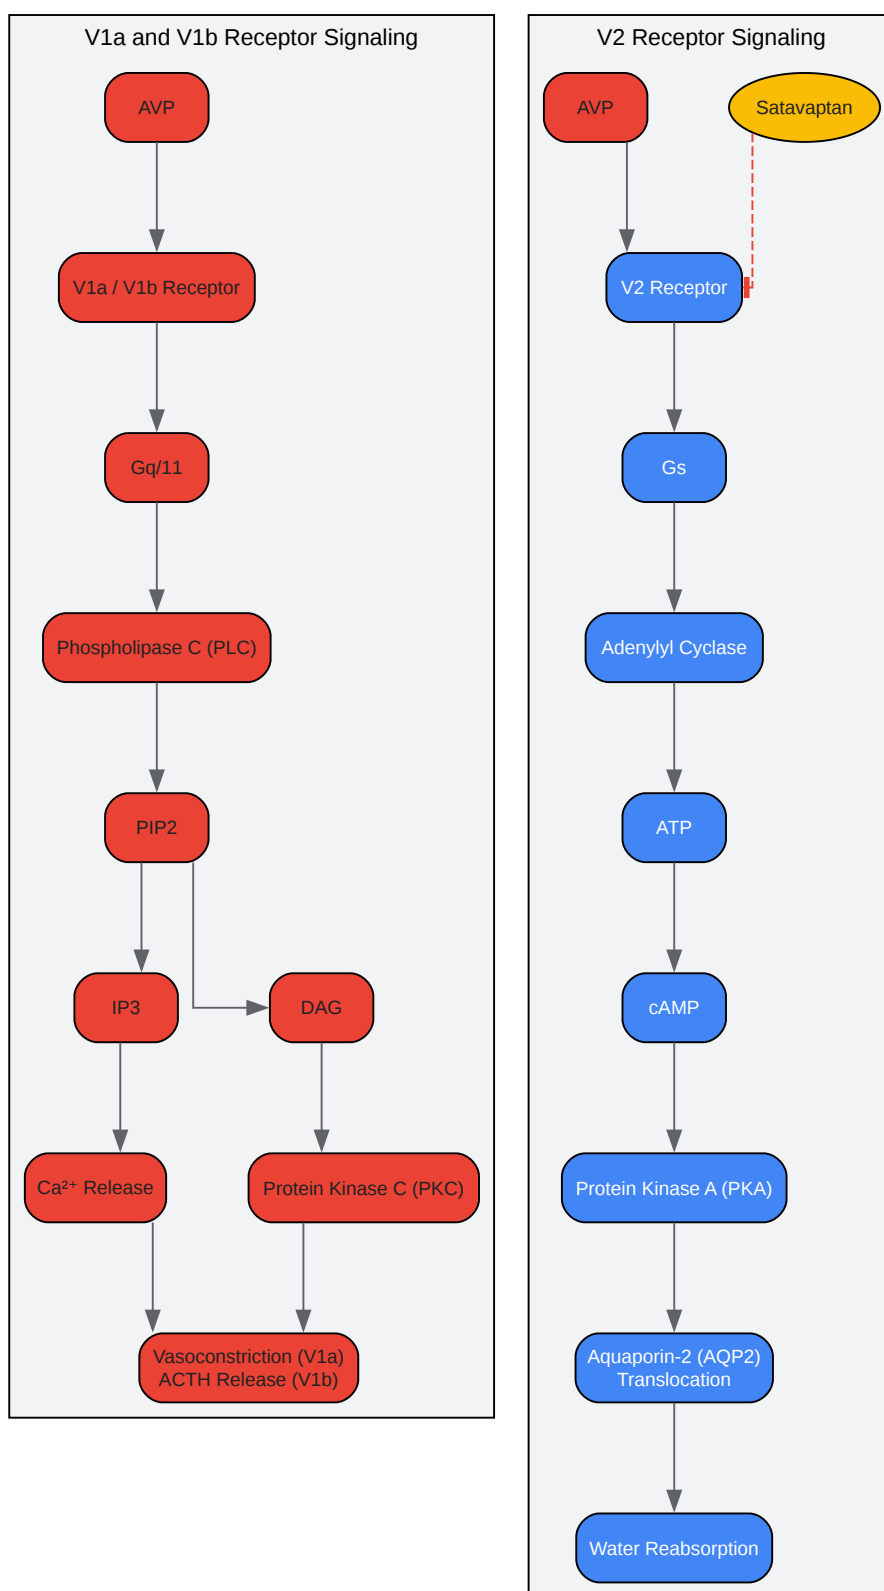 V1a and V1b Receptor Signaling
AVP
V1a / V1b Receptor
Gq/11
Phospholipase C (PLC)
PIP2
IP3
DAG
Ca²⁺ Release
Protein Kinase C (PKC)
Vasoconstriction (V1a)
ACTH Release (V1b)
V2 Receptor Signaling
AVP
Satavaptan
V2 Receptor
Gs
Adenylyl Cyclase
ATP
cAMP
Protein Kinase A (PKA)
Aquaporin-2 (AQP2)
Translocation
Water Reabsorption